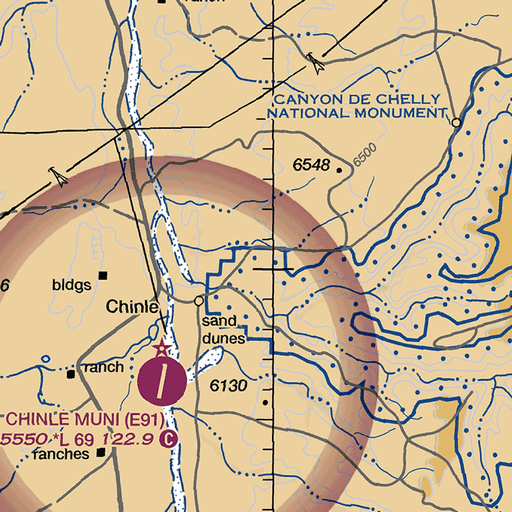 ranch
CANYON DE CHELLY
NATIONAL MONUMENT
6548
6500
6
bldgs
Chinle
sand
dunes
ranch
6130
CHINLE MUNI (E91)
5550 *L 69 122.9 C
ranches